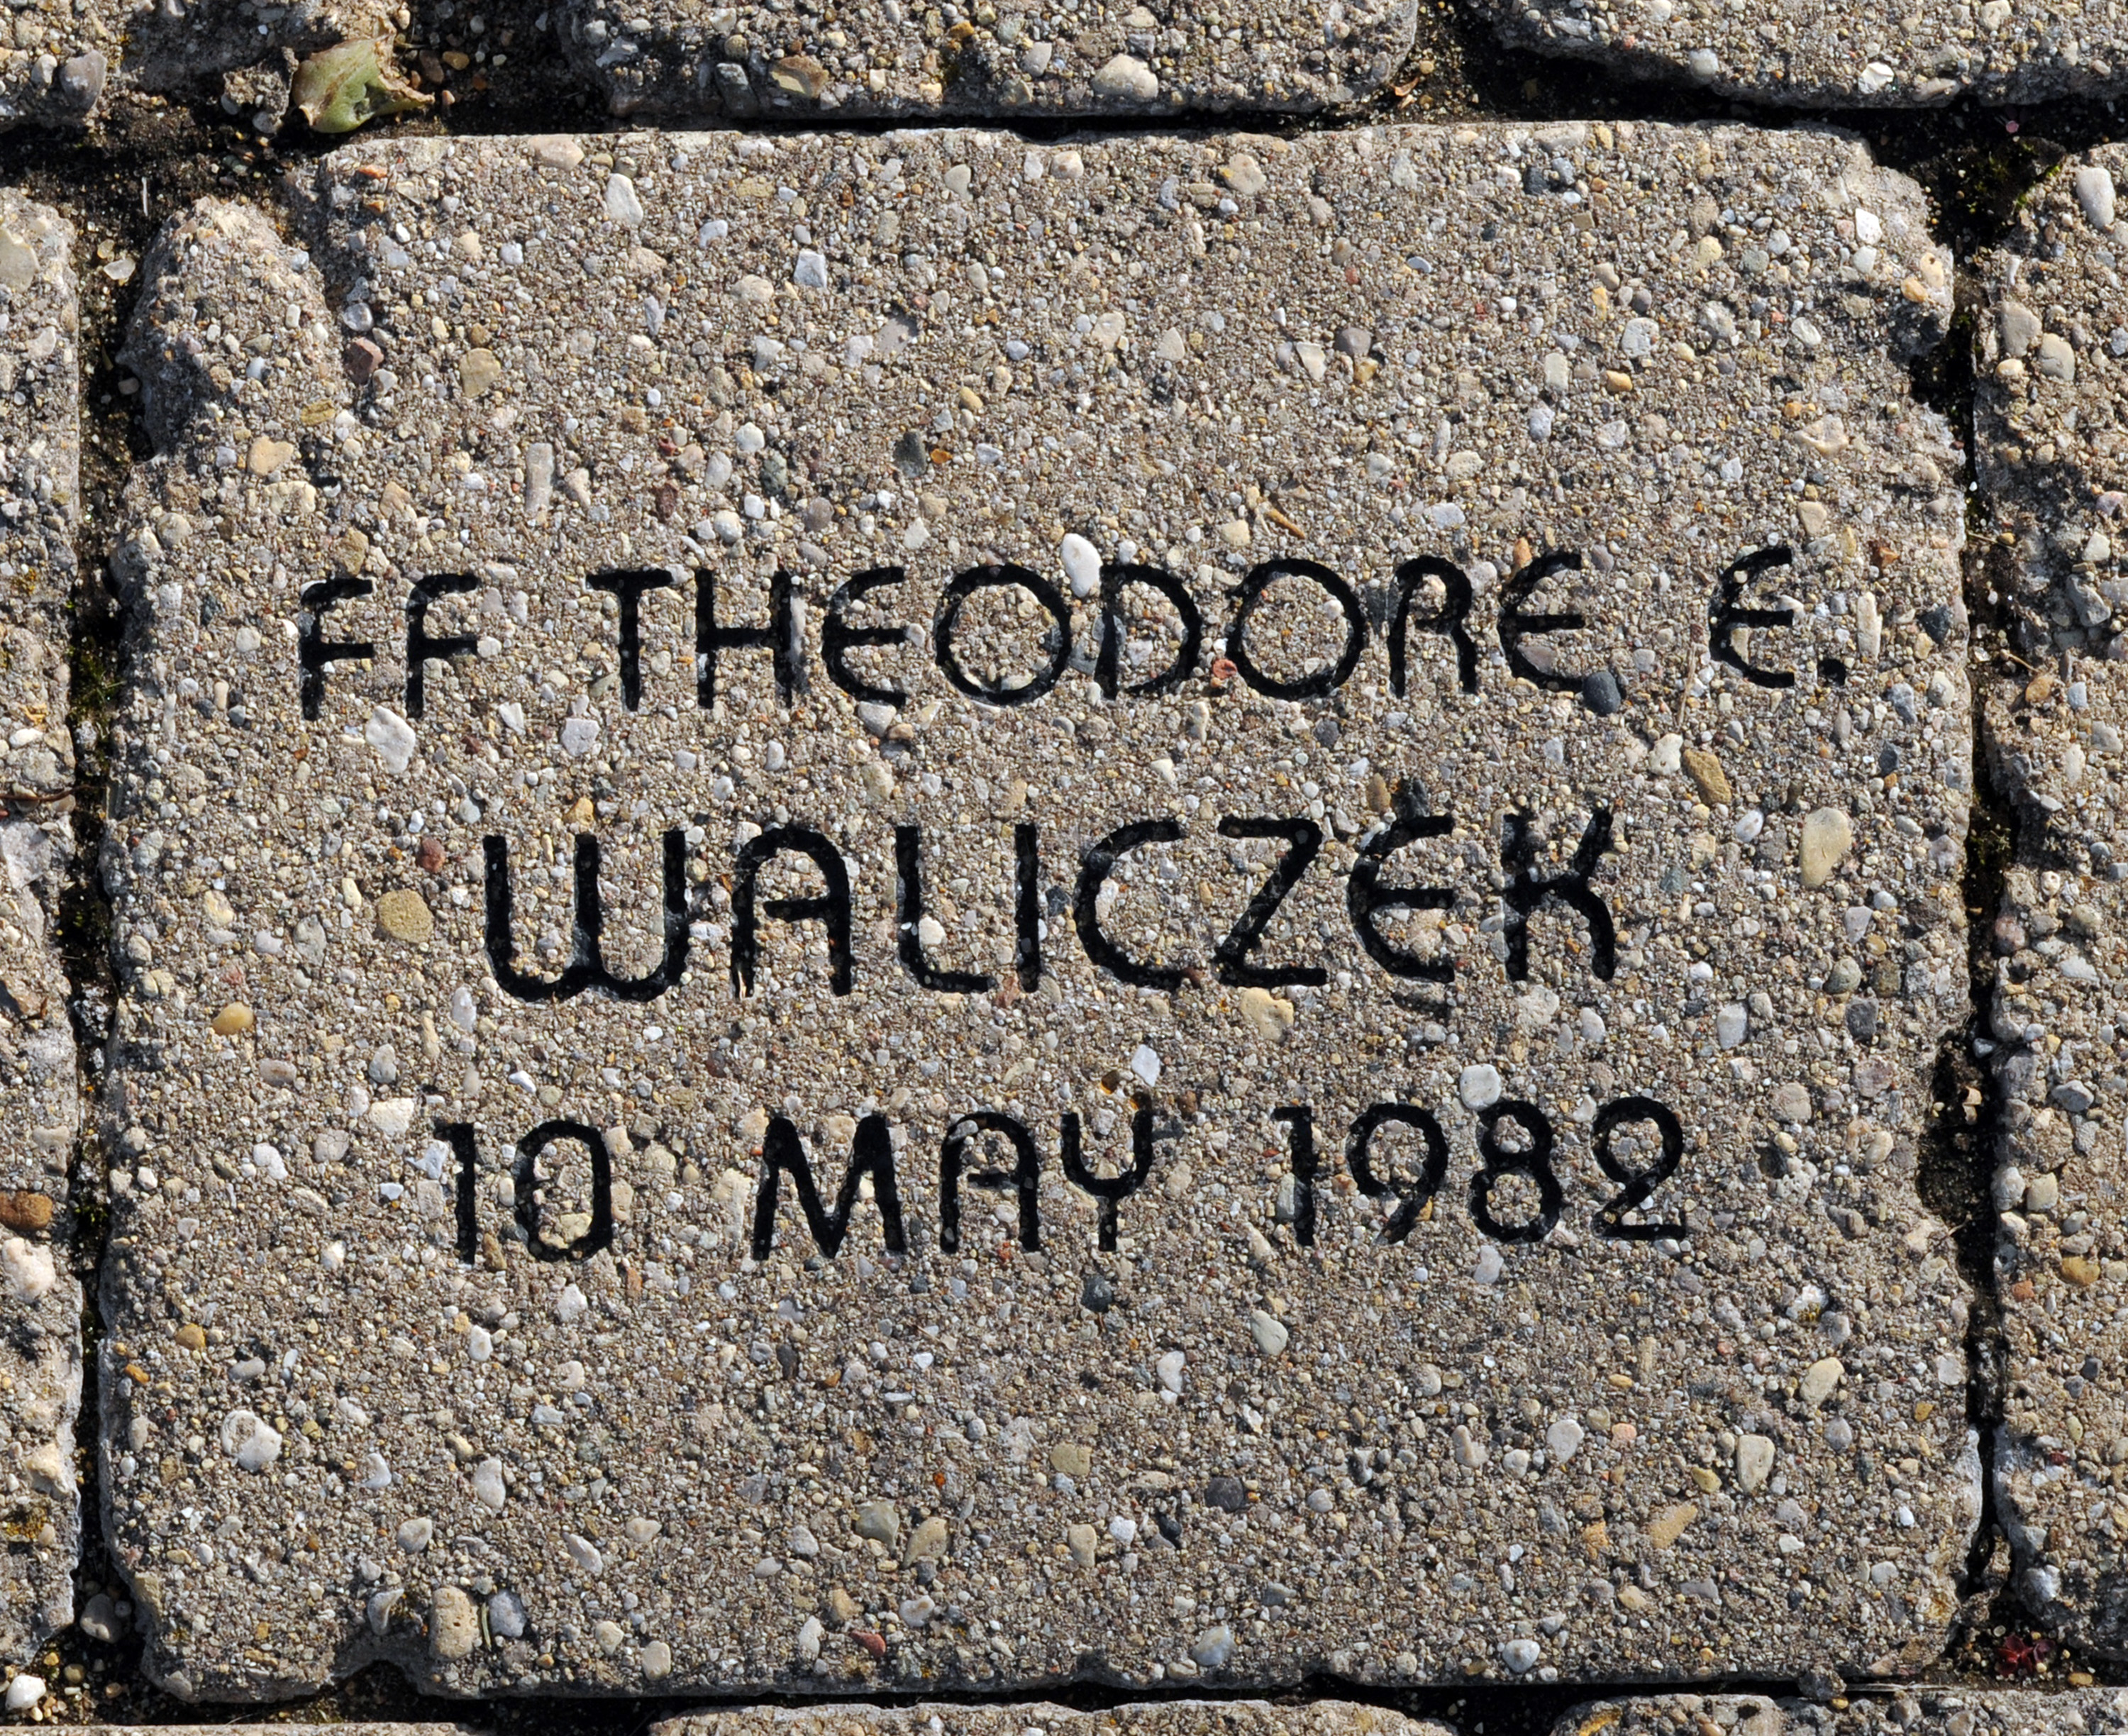 FF THEODORE E.
WALICZEK
10 MAY 1982